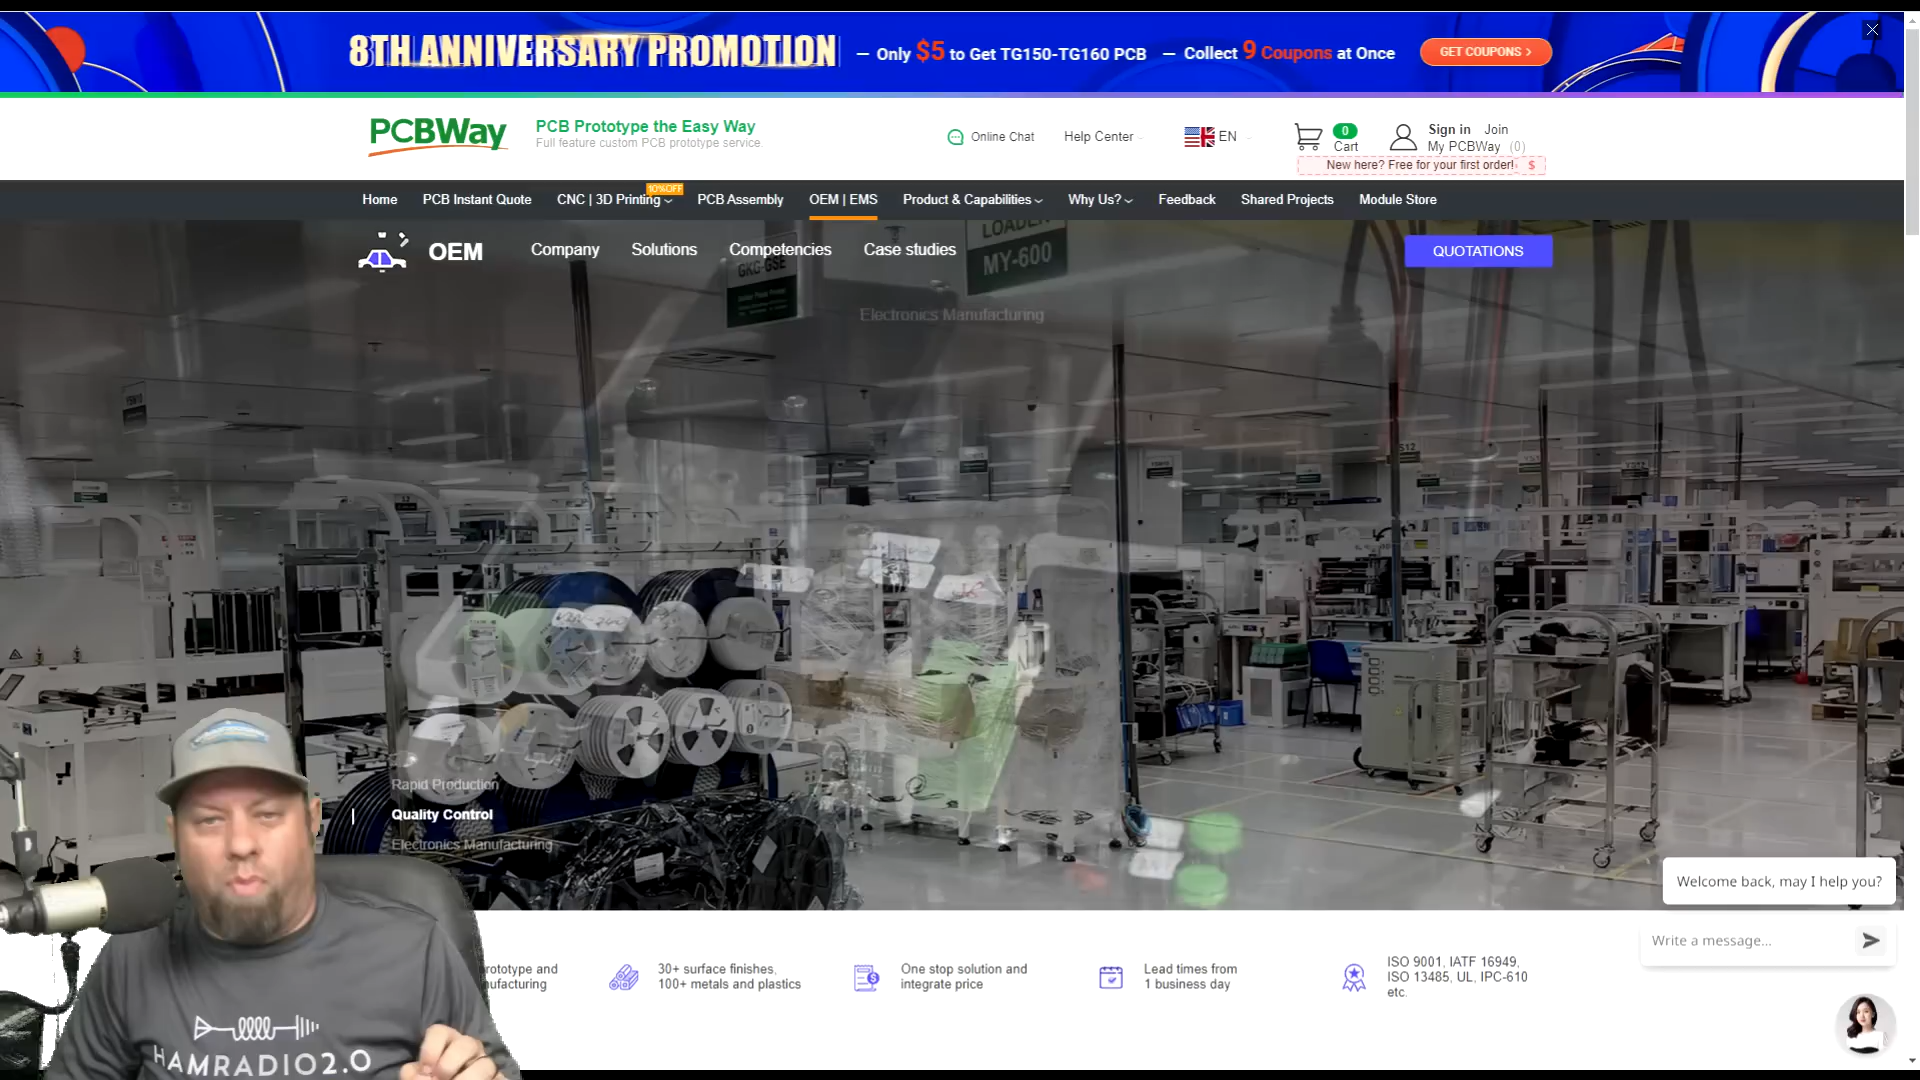 8TH ANNIVERSARY PROMOTION
— Only $5 to Get TG150-TG160 PCB — Collect 9 Coupons at Once
GET COUPONS >
PCBWay
PCB Prototype the Easy Way
Full feature custom PCB prototype service.
Online Chat
Help Center
EN
0
Cart
Sign in Join
My PCBWay (0)
New here? Free for your first order! $
10%OFF
Home PCB Instant Quote CNC | 3D Printing PCB Assembly OEM | EMS Product & Capabilities Why Us? Feedback Shared Projects Module Store
OEM Company Solutions Competencies Case studies
QUOTATIONS
LOADER
MY-600
GKG-GSE
Electronics Manufacturing
Rapid Production
Quality Control
Electronics Manufacturing
Welcome back, may I help you?
Write a message...
rototype and
ufacturing
30+ surface finishes,
100+ metals and plastics
One stop solution and
integrate price
Lead times from
1 business day
ISO 9001, IATF 16949,
ISO 13485, UL, IPC-610
etc.
HAMRADIO2.0